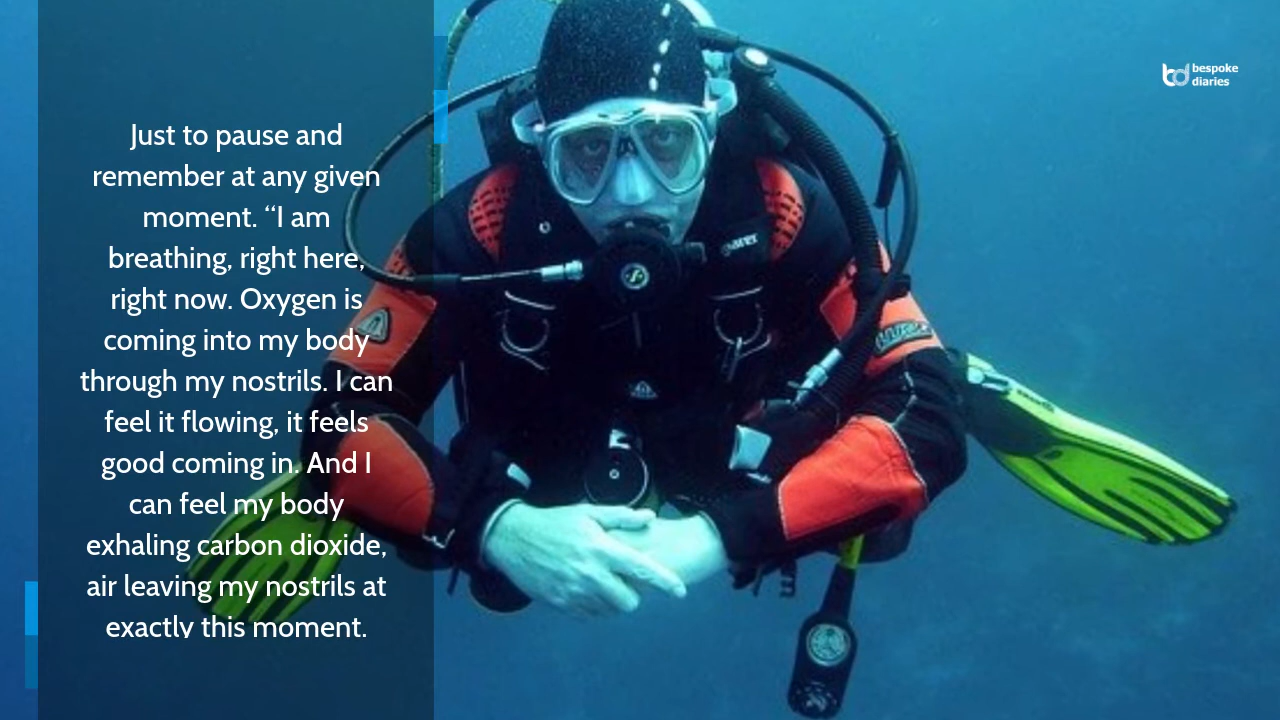 Just to pause and
remember at any given
moment. “I am
breathing, right here,
right now. Oxygen is
coming into my body
through my nostrils. I can
feel it flowing, it feels
good coming in. And I
can feel my body
exhaling carbon dioxide,
air leaving my nostrils at
exactly this moment.
bespoke
diaries